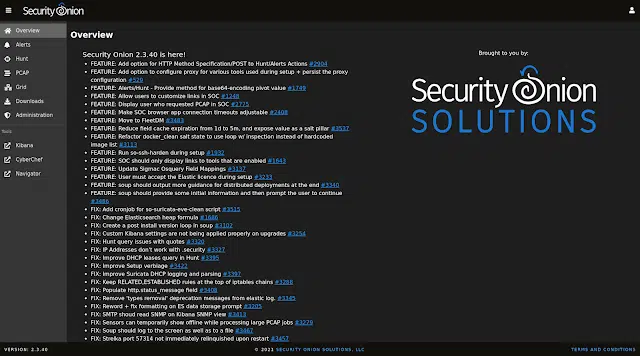 Security Onion
Overview
Alerts
Hunt
PCAP
Grid
Downloads
Administration
Tools
Kibana
CyberChef
Navigator
Overview
Security Onion 2.3.40 is here!
FEATURE: Add option for HTTP Method Specification/POST to Hunt/Alerts Actions #2904
FEATURE: Add option to configure proxy for various tools used during setup + persist the proxy
configuration #529
FEATURE: Alerts/Hunt - Provide method for base64-encoding pivot value #1749
FEATURE: Allow users to customize links in SOC #1248
FEATURE: Display user who requested PCAP in SOC #2775
FEATURE: Make SOC browser app connection timeouts adjustable #2408
FEATURE: Move to FleetDM #3483
FEATURE: Reduce field cache expiration from 1d to 5m, and expose value as a salt pillar #3537
FEATURE: Refactor docker_clean salt state to use loop w/ inspection instead of hardcoded
image list #3113
FEATURE: Run so-ssh-harden during setup #1932
FEATURE: SOC should only display links to tools that are enabled #1643
FEATURE: Update Sigmac Osquery Field Mappings #3137
FEATURE: User must accept the Elastic licence during setup #3233
FEATURE: soup should output more guidance for distributed deployments at the end #3340
FEATURE: soup should provide some initial information and then prompt the user to continue
#3486
FIX: Add cronjob for so-suricata-eve-clean script #3515
FIX: Change Elasticsearch heap formula #1686
FIX: Create a post install version loop in soup #3102
FIX: Custom Kibana settings are not being applied properly on upgrades #3254
FIX: Hunt query issues with quotes #3320
FIX: IP Addresses don't work with .security #3327
FIX: Improve DHCP leases query in Hunt #3395
FIX: Improve Setup verbiage #3422
FIX: Improve Suricata DHCP logging and parsing #3397
FIX: Keep RELATED,ESTABLISHED rules at the top of iptables chains #3288
FIX: Populate http.status_message field #3408
FIX: Remove 'types removal' deprecation messages from elastic log. #3345
FIX: Reword + fix formatting on ES data storage prompt #3205
FIX: SMTP shoud read SNMP on Kibana SNMP view #3413
FIX: Sensors can temporarily show offline while processing large PCAP jobs #3279
FIX: Soup should log to the screen as well as to a file #3467
FIX: Strelka port 57314 not immediately relinquished upon restart #3457
Brought to you by:
Security Onion
SOLUTIONS
VERSION: 2.3.40
© 2021 SECURITY ONION SOLUTIONS, LLC
TERMS AND CONDITIONS